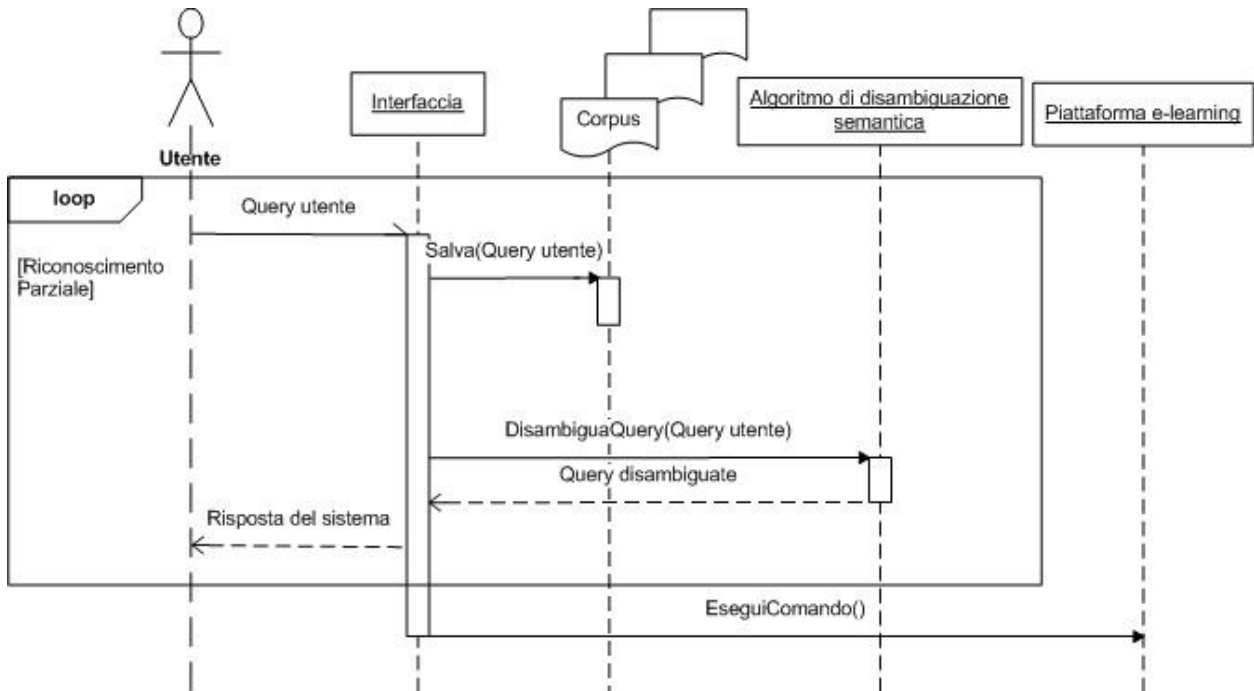 Interfaccia
Corpus
Algoritmo di disambiguazione
semantica
Piattaforma e-learning
Utente
loop
Query utente
[Riconoscimento
Parziale]
Salva(Query utente)
DisambiguaQuery(Query utente)
Query disambiguate
Risposta del sistema
EseguiComando()